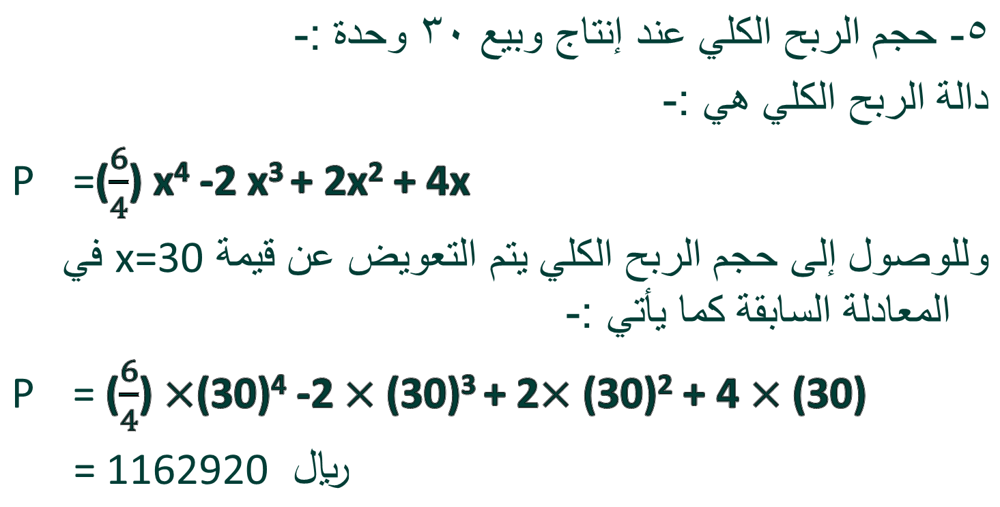 ٥- حجم الربح الكلي عند إنتاج وبيع ٣٠ وحدة :-
دالة الربح الكلي هي :-
P =(6/4) x⁴ -2 x³ + 2x² + 4x
وللوصول إلى حجم الربح الكلي يتم التعويض عن قيمة x=30 في
المعادلة السابقة كما يأتي :-
P = (6/4) ×(30)⁴ -2 × (30)³ + 2× (30)² + 4 × (30)
= 1162920 ريال